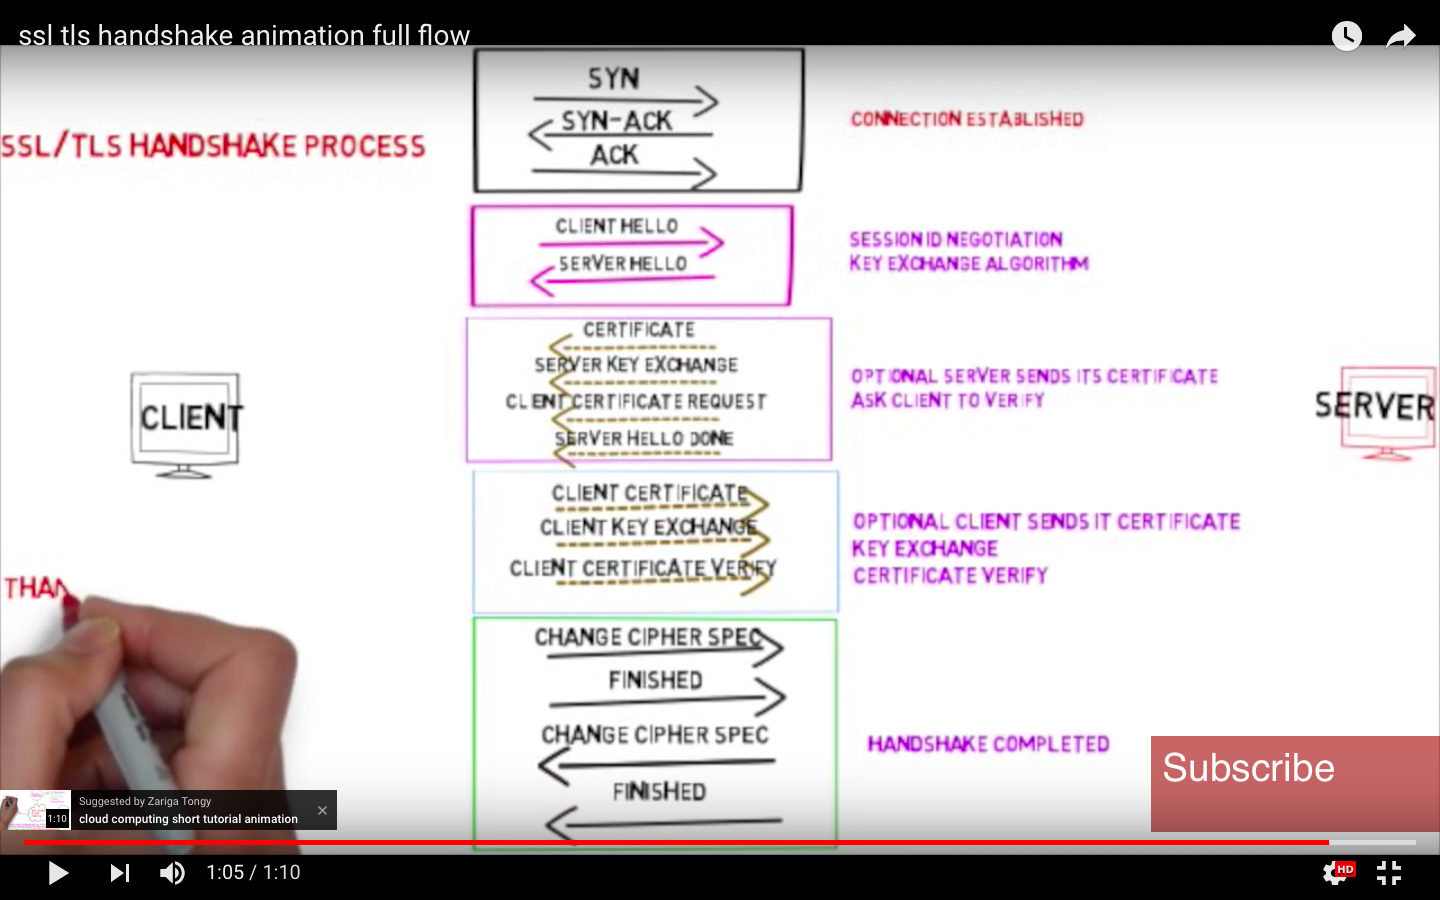 ssl tls handshake animation full flow
SYN
SYN-ACK
ACK
CONNECTION ESTABLISHED
SSL/TLS HANDSHAKE PROCESS
CLIENT HELLO
SERVER HELLO
SESSION ID NEGOTIATION
KEY EXCHANGE ALGORITHM
CERTIFICATE
SERVER KEY EXCHANGE
CLIENT CERTIFICATE REQUEST
SERVER HELLO DONE
OPTIONAL SERVER SENDS ITS CERTIFICATE
ASK CLIENT TO VERIFY
CLIENT
SERVER
CLIENT CERTIFICATE
CLIENT KEY EXCHANGE
CLIENT CERTIFICATE VERIFY
OPTIONAL CLIENT SENDS IT CERTIFICATE
KEY EXCHANGE
CERTIFICATE VERIFY
THAN
CHANGE CIPHER SPEC
FINISHED
CHANGE CIPHER SPEC
FINISHED
HANDSHAKE COMPLETED
Subscribe
Suggested by Zariga Tongy
1:10
cloud computing short tutorial animation
1:05 / 1:10
HD